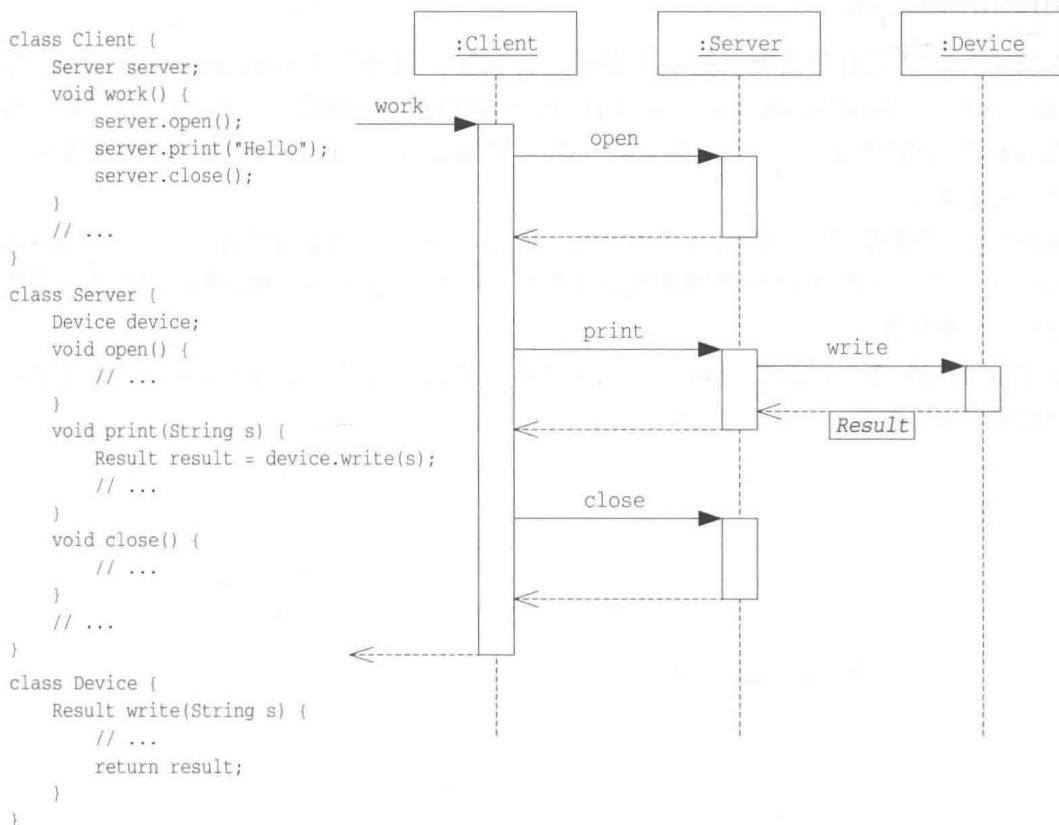 class Client {
    Server server;
    void work() {
        server.open();
        server.print("Hello");
        server.close();
    }
    // ...
}
class Server {
    Device device;
    void open() {
        // ...
    }
    void print(String s) {
        Result result = device.write(s);
        // ...
    }
    void close() {
        // ...
    }
    // ...
}
class Device {
    Result write(String s) {
        // ...
        return result;
    }
}
:Client
:Server
:Device
work
open
print
write
Result
close